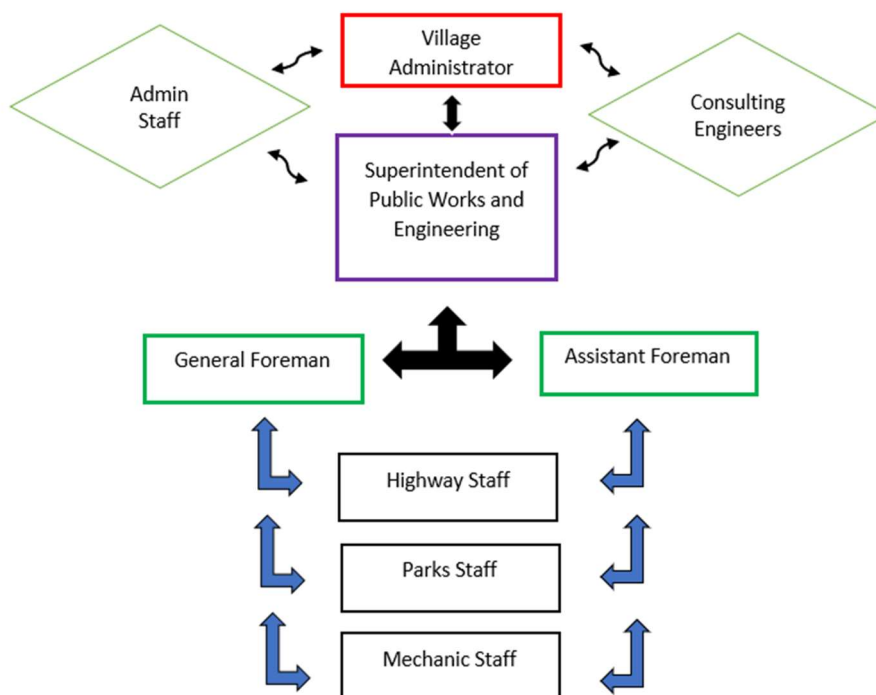 Village
Administrator
Admin
Staff
Consulting
Engineers
Superintendent of
Public Works and
Engineering
General Foreman
Assistant Foreman
Highway Staff
Parks Staff
Mechanic Staff